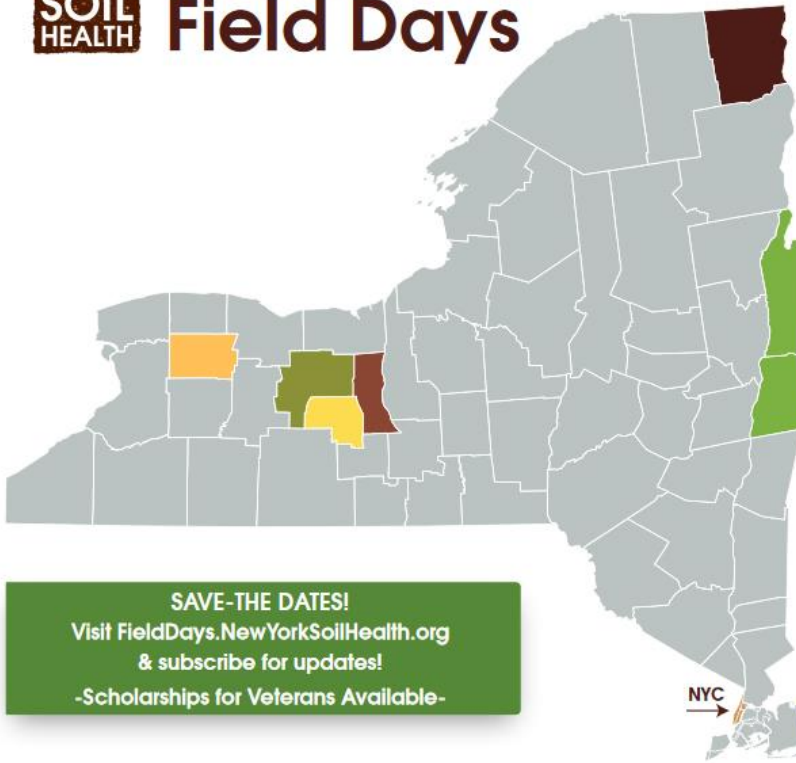 SOIL
HEALTH
Field Days
SAVE-THE DATES!
Visit FieldDays.NewYorkSoilHealth.org
& subscribe for updates!
-Scholarships for Veterans Available-
NYC